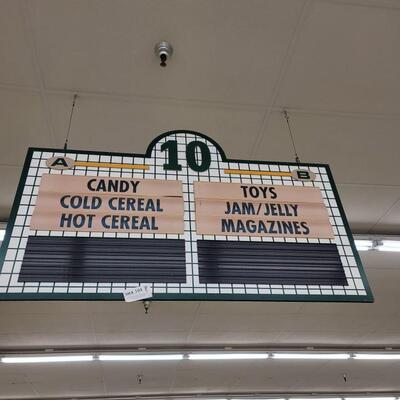 10
A
B
CANDY
COLD CEREAL
HOT CEREAL
TOYS
JAM/JELLY
MAGAZINES